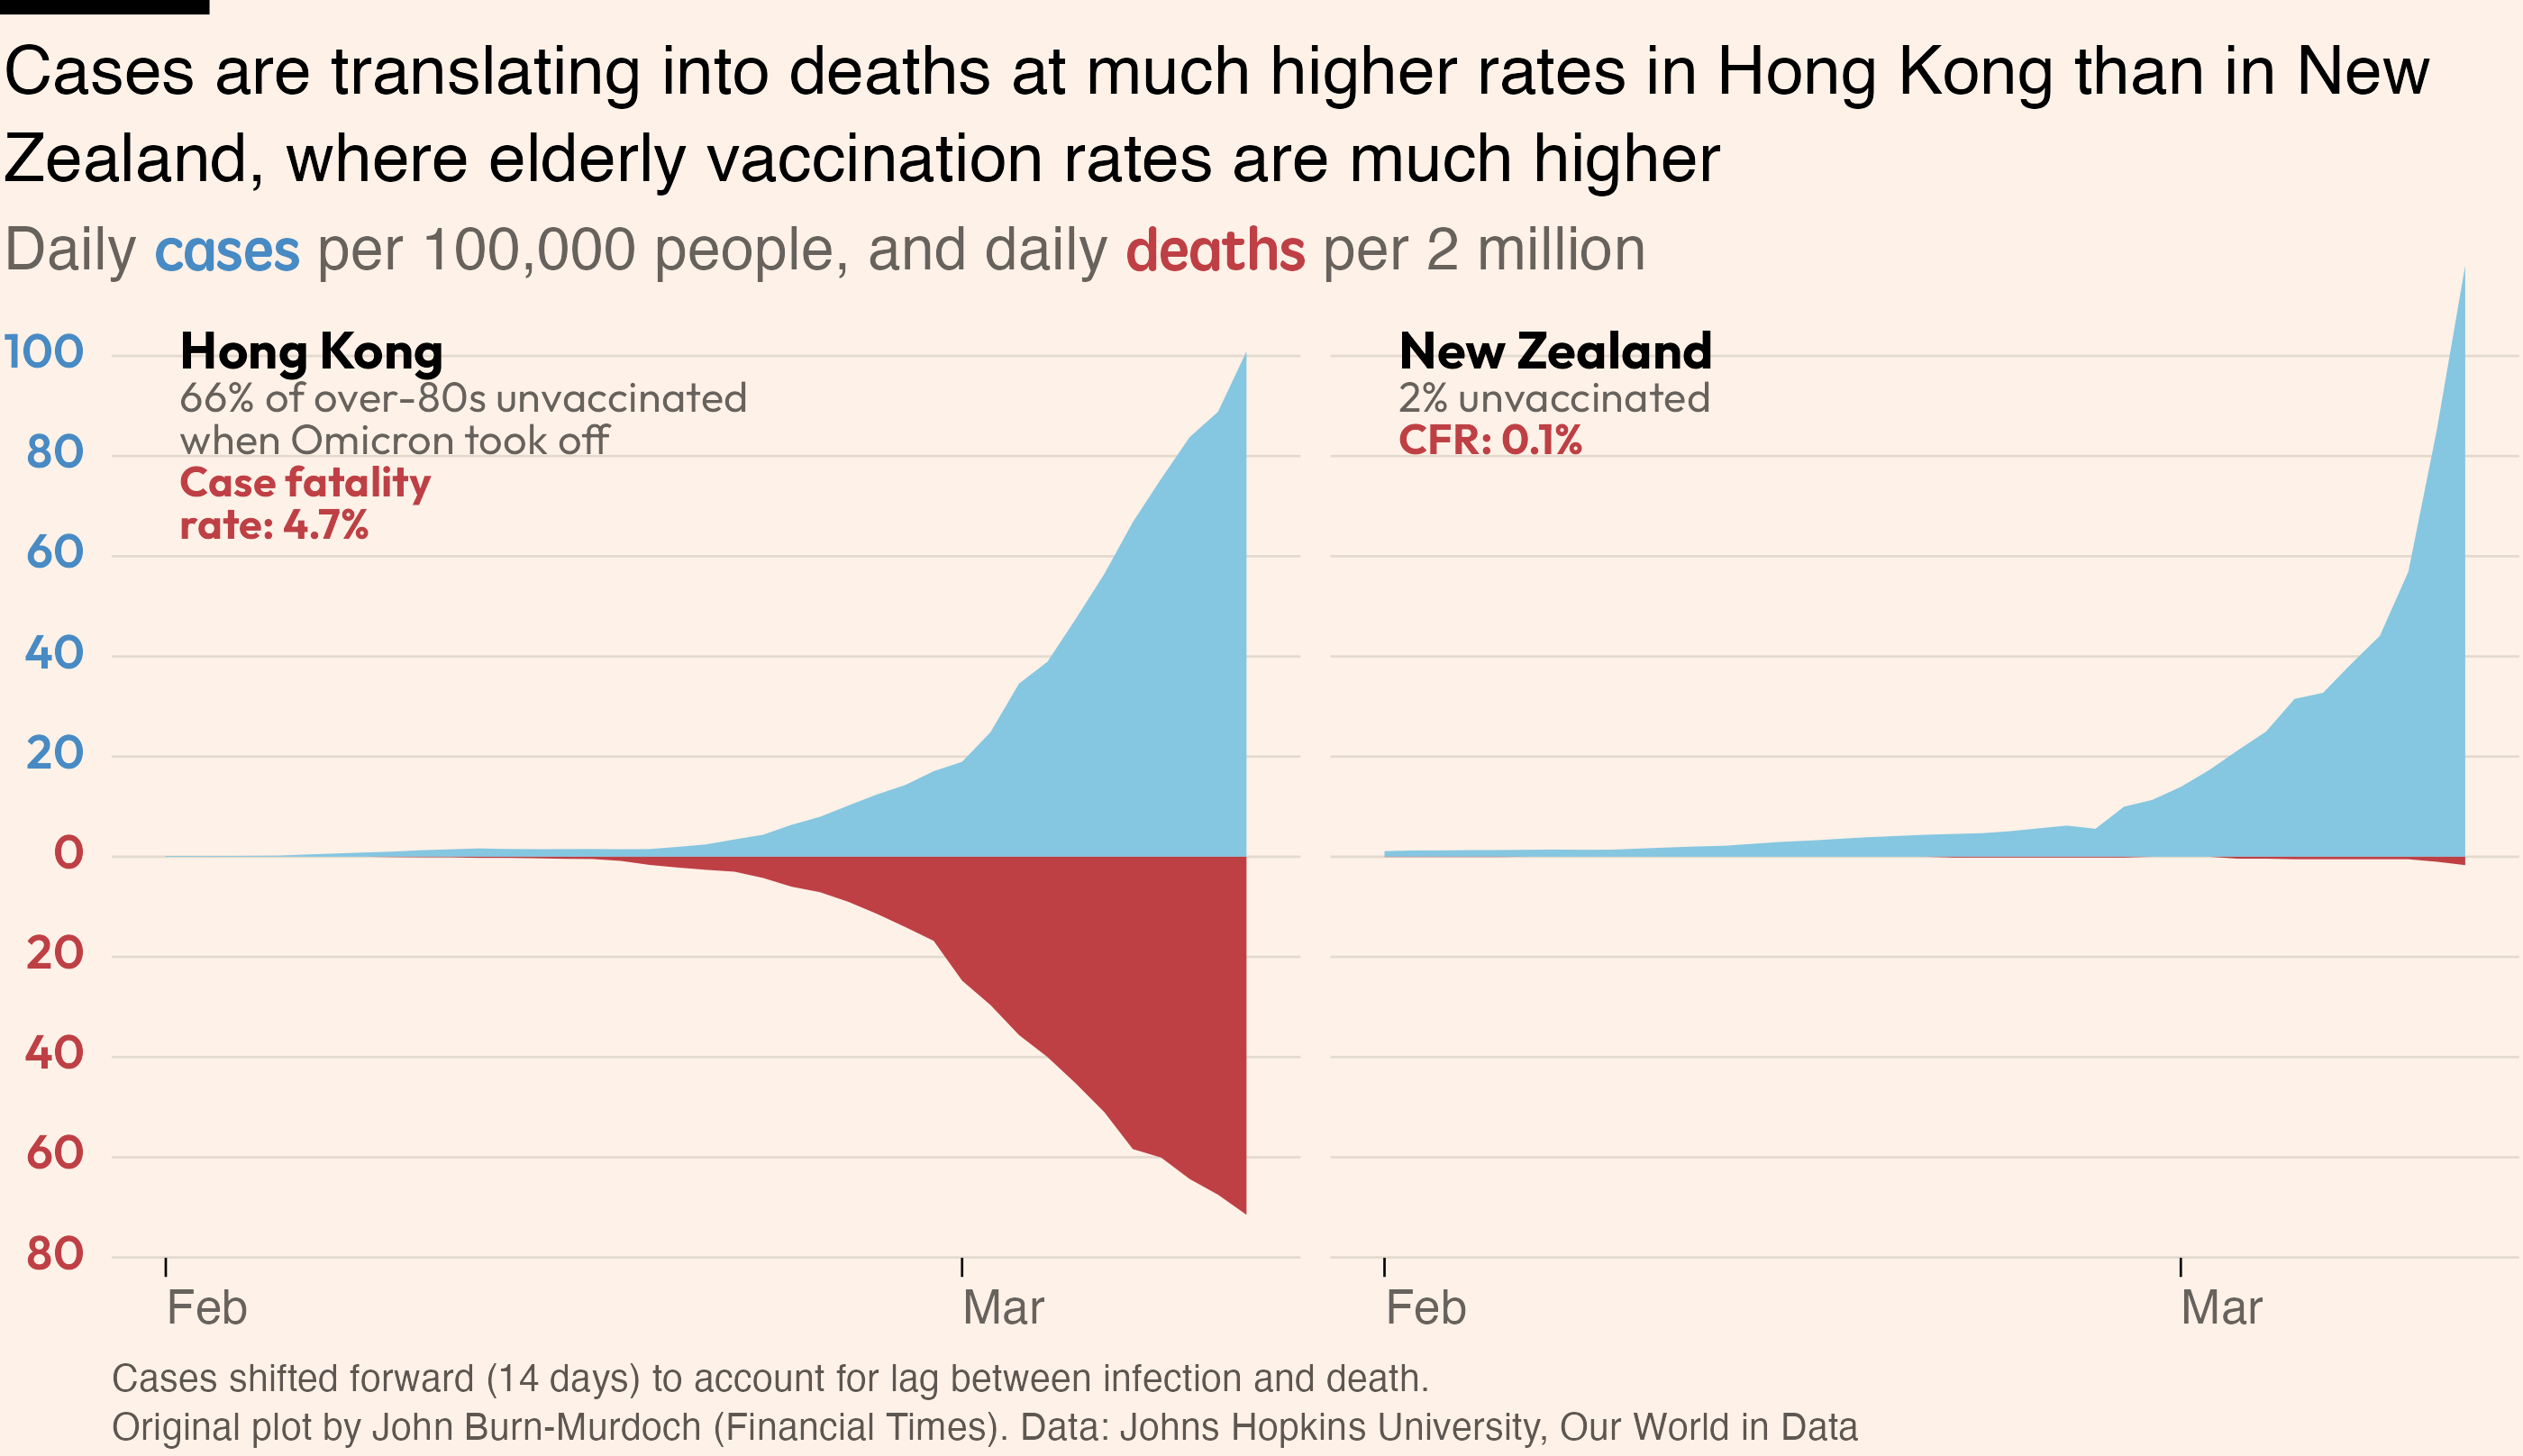 Cases are translating into deaths at much higher rates in Hong Kong than in New
Zealand, where elderly vaccination rates are much higher
Daily cases per 100,000 people, and daily deaths per 2 million
100
80
60
40
20
0
20
40
60
80
Hong Kong
66% of over-80s unvaccinated
when Omicron took off
Case fatality
rate: 4.7%
New Zealand
2% unvaccinated
CFR: 0.1%
Feb
Mar
Feb
Mar
Cases shifted forward (14 days) to account for lag between infection and death.
Original plot by John Burn-Murdoch (Financial Times). Data: Johns Hopkins University, Our World in Data